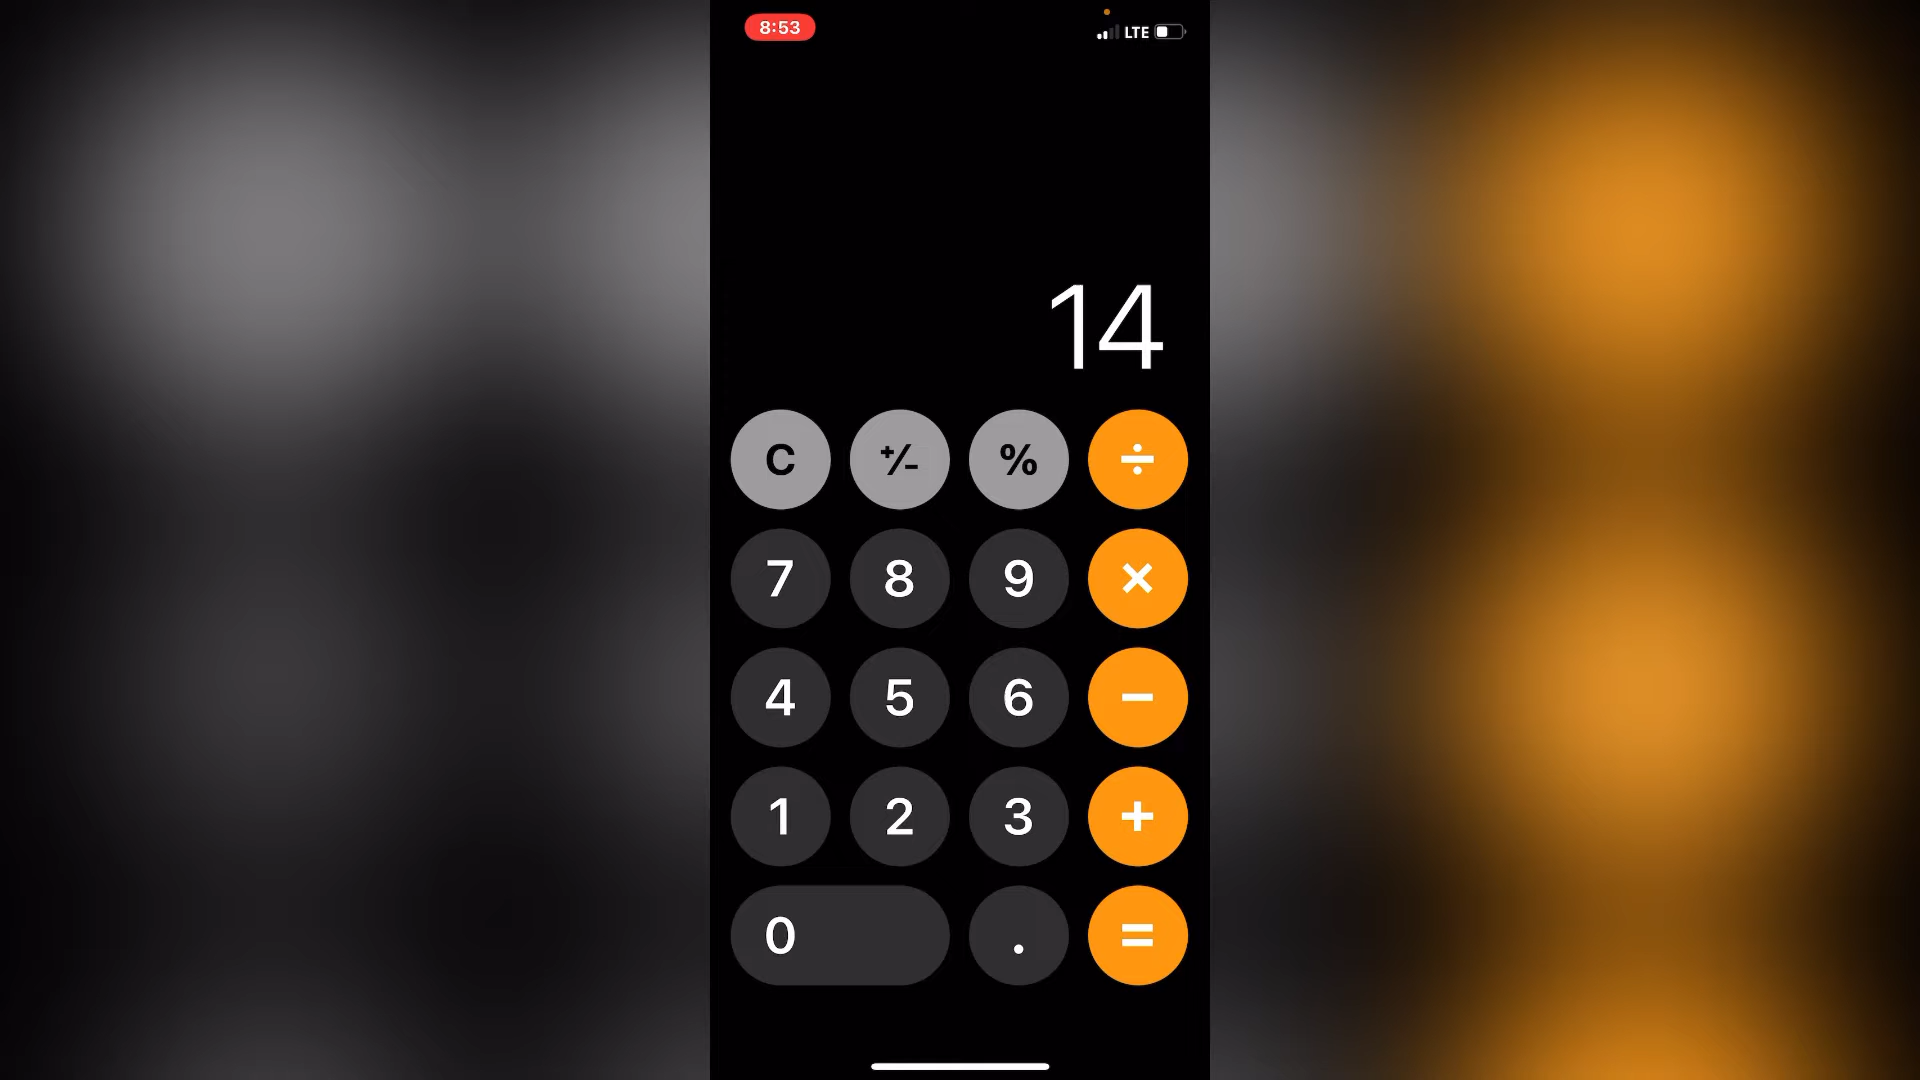 8:53 LTE
14
C ⁺∕₋ % ÷
7 8 9 ×
4 5 6 −
1 2 3 +
0 . =